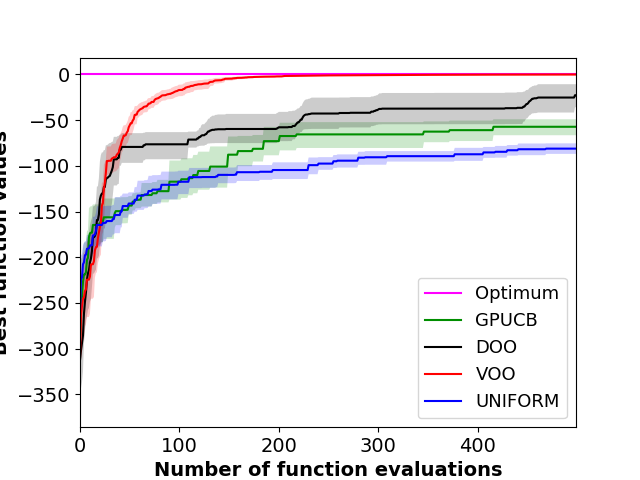 Best function values
0
−50
−100
−150
−200
−250
−300
−350
Optimum
GPUCB
DOO
VOO
UNIFORM
0 100 200 300 400
Number of function evaluations